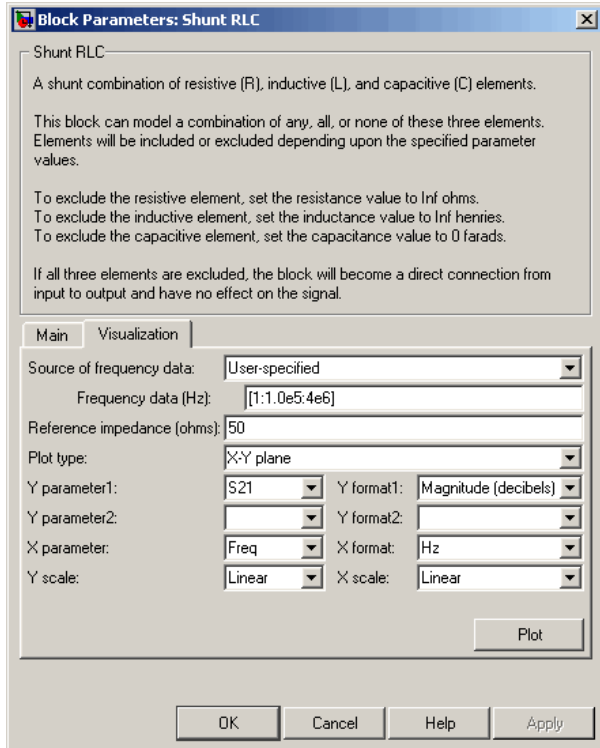 Block Parameters: Shunt RLC
Shunt RLC
A shunt combination of resistive (R), inductive (L), and capacitive (C) elements.
This block can model a combination of any, all, or none of these three elements.
Elements will be included or excluded depending upon the specified parameter
values.
To exclude the resistive element, set the resistance value to Inf ohms.
To exclude the inductive element, set the inductance value to Inf henries.
To exclude the capacitive element, set the capacitance value to 0 farads.
If all three elements are excluded, the block will become a direct connection from
input to output and have no effect on the signal.
Main Visualization
Source of frequency data: User-specified
Frequency data (Hz): [1:1.0e5:4e6]
Reference impedance (ohms): 50
Plot type: X-Y plane
Y parameter1: S21 Y format1: Magnitude (decibels)
Y parameter2: Y format2:
X parameter: Freq X format: Hz
Y scale: Linear X scale: Linear
Plot
OK Cancel Help Apply